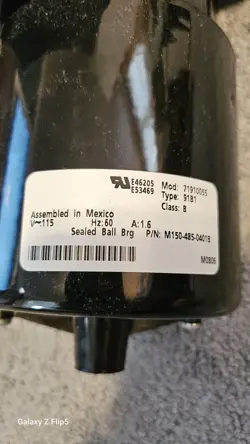 E46205
E53469
Mod: 71910055
Type: 9181
Class: B
Assembled in Mexico
V~:115 Hz:60 A:1.6
Sealed Ball Brg P/N: M150-485-04018
M0806
Galaxy Z Flip5